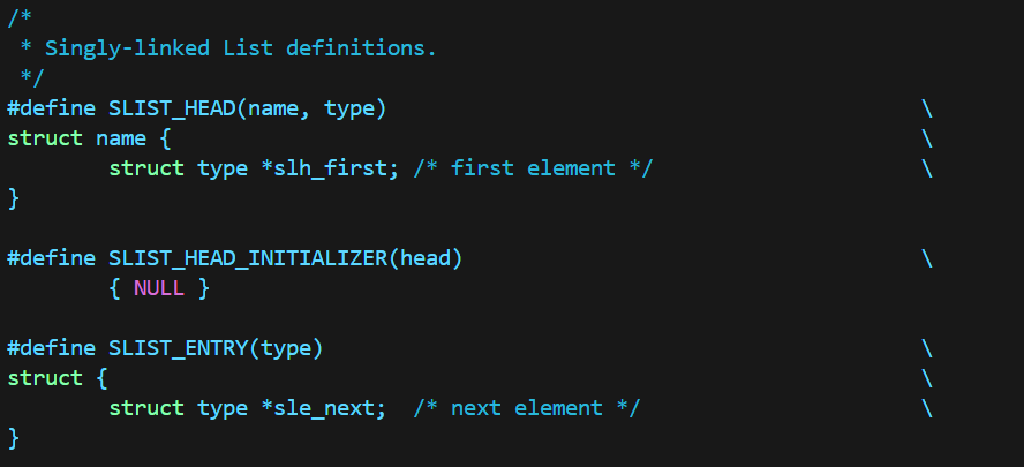 /*
 * Singly-linked List definitions.
 */
#define SLIST_HEAD(name, type)                                          \
struct name {                                                           \
        struct type *slh_first; /* first element */                     \
}

#define SLIST_HEAD_INITIALIZER(head)                                    \
        { NULL }

#define SLIST_ENTRY(type)                                               \
struct {                                                                \
        struct type *sle_next;  /* next element */                      \
}